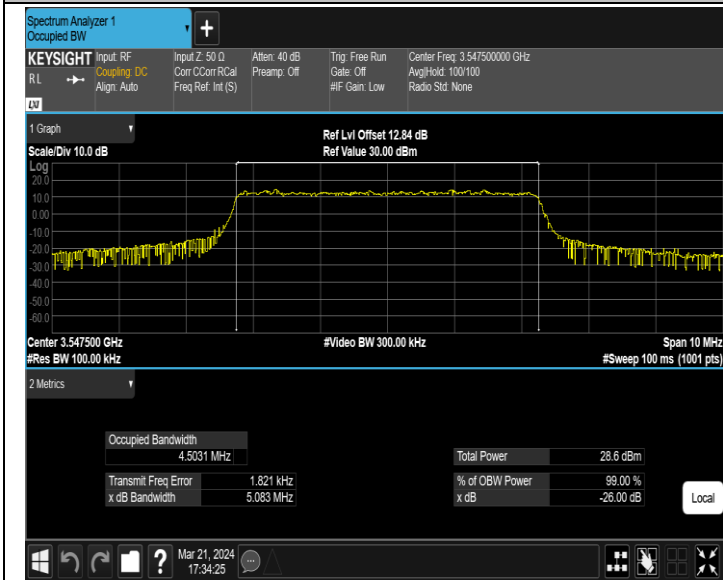 Spectrum Analyzer 1
Occupied BW
+
KEYSIGHT Input: RF Input Z: 50 Ω Atten: 40 dB Trig: Free Run Center Freq: 3.547500000 GHz
RL Coupling: DC Corr CCorr RCal Preamp: Off Gate: Off Avg|Hold: 100/100
Align: Auto Freq Ref: Int (S) #IF Gain: Low Radio Std: None
LXI
1 Graph Ref Lvl Offset 12.84 dB
Scale/Div 10.0 dB Ref Value 30.00 dBm
Log
20.0
10.0
0.00
-10.0
-20.0
-30.0
-40.0
-50.0
-60.0
Center 3.547500 GHz #Video BW 300.00 kHz Span 10 MHz
#Res BW 100.00 kHz #Sweep 100 ms (1001 pts)
2 Metrics
Occupied Bandwidth
4.5031 MHz Total Power 28.6 dBm
Transmit Freq Error 1.821 kHz % of OBW Power 99.00 %
x dB Bandwidth 5.083 MHz x dB -26.00 dB
Local
? Mar 21, 2024
17:34:25